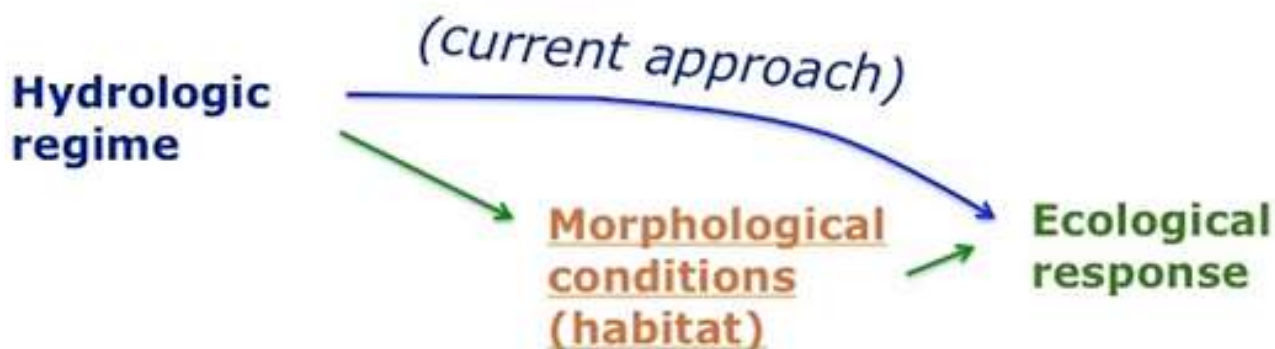 (current approach)
Hydrologic
regime
Morphological
conditions
(habitat)
Ecological
response